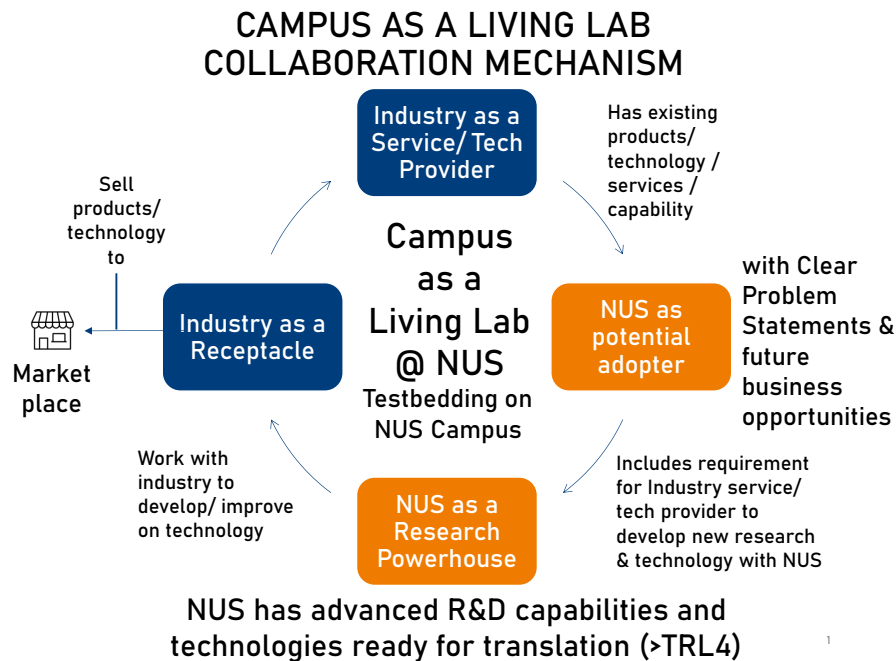 CAMPUS AS A LIVING LAB
COLLABORATION MECHANISM
Industry as a
Service/ Tech
Provider
Has existing
products/
technology /
services /
capability
Sell
products/
technology
to
Campus
as a
Living Lab
@ NUS
Testbedding on
NUS Campus
Industry as a
Receptacle
NUS as
potential
adopter
with Clear
Problem
Statements &
future
business
opportunities
Market
place
Work with
industry to
develop/ improve
on technology
NUS as a
Research
Powerhouse
Includes requirement
for Industry service/
tech provider to
develop new research
& technology with NUS
NUS has advanced R&D capabilities and
technologies ready for translation (>TRL4)
1